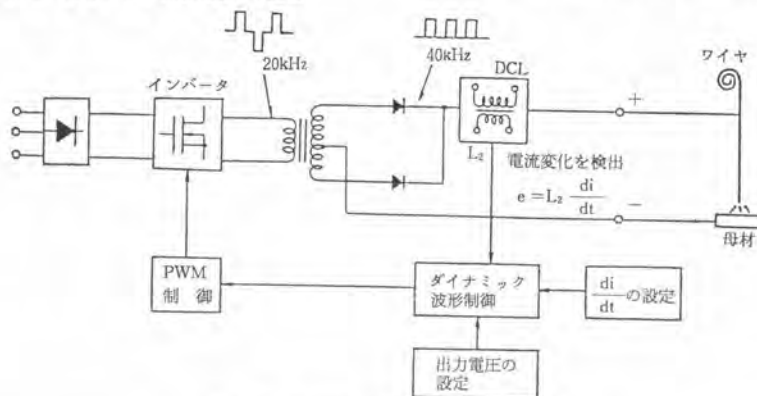 20kHz
40kHz
インバータ
DCL
ワイヤ
+
L₂
電流変化を検出
e = L₂ di/dt
−
母材
PWM
制 御
ダイナミック
波形制御
di/dt の設定
出力電圧の
設定